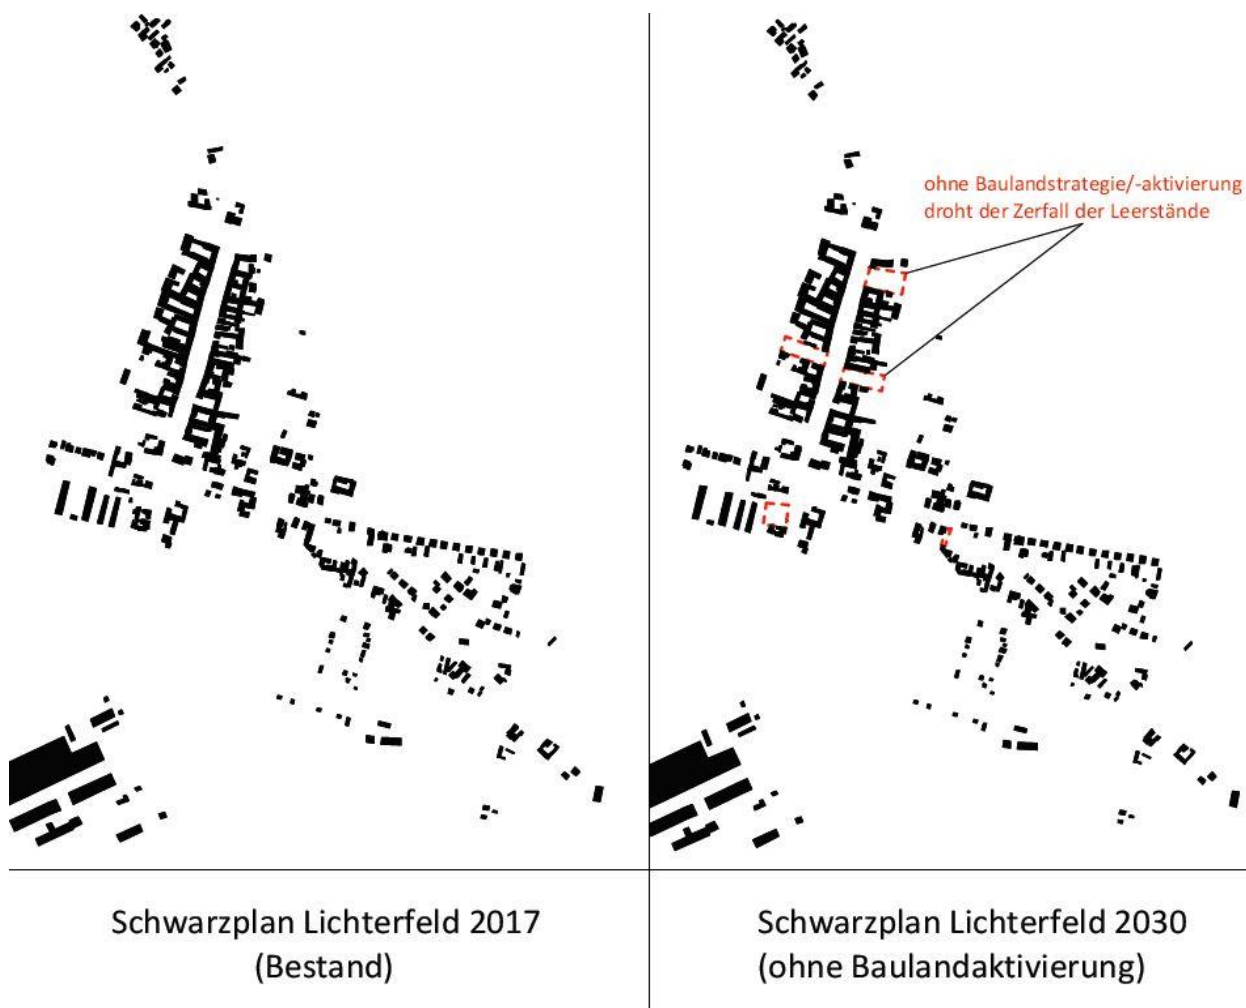 ohne Baulandstrategie/-aktivierung
droht der Zerfall der Leerstände
Schwarzplan Lichterfeld 2017
(Bestand)
Schwarzplan Lichterfeld 2030
(ohne Baulandaktivierung)